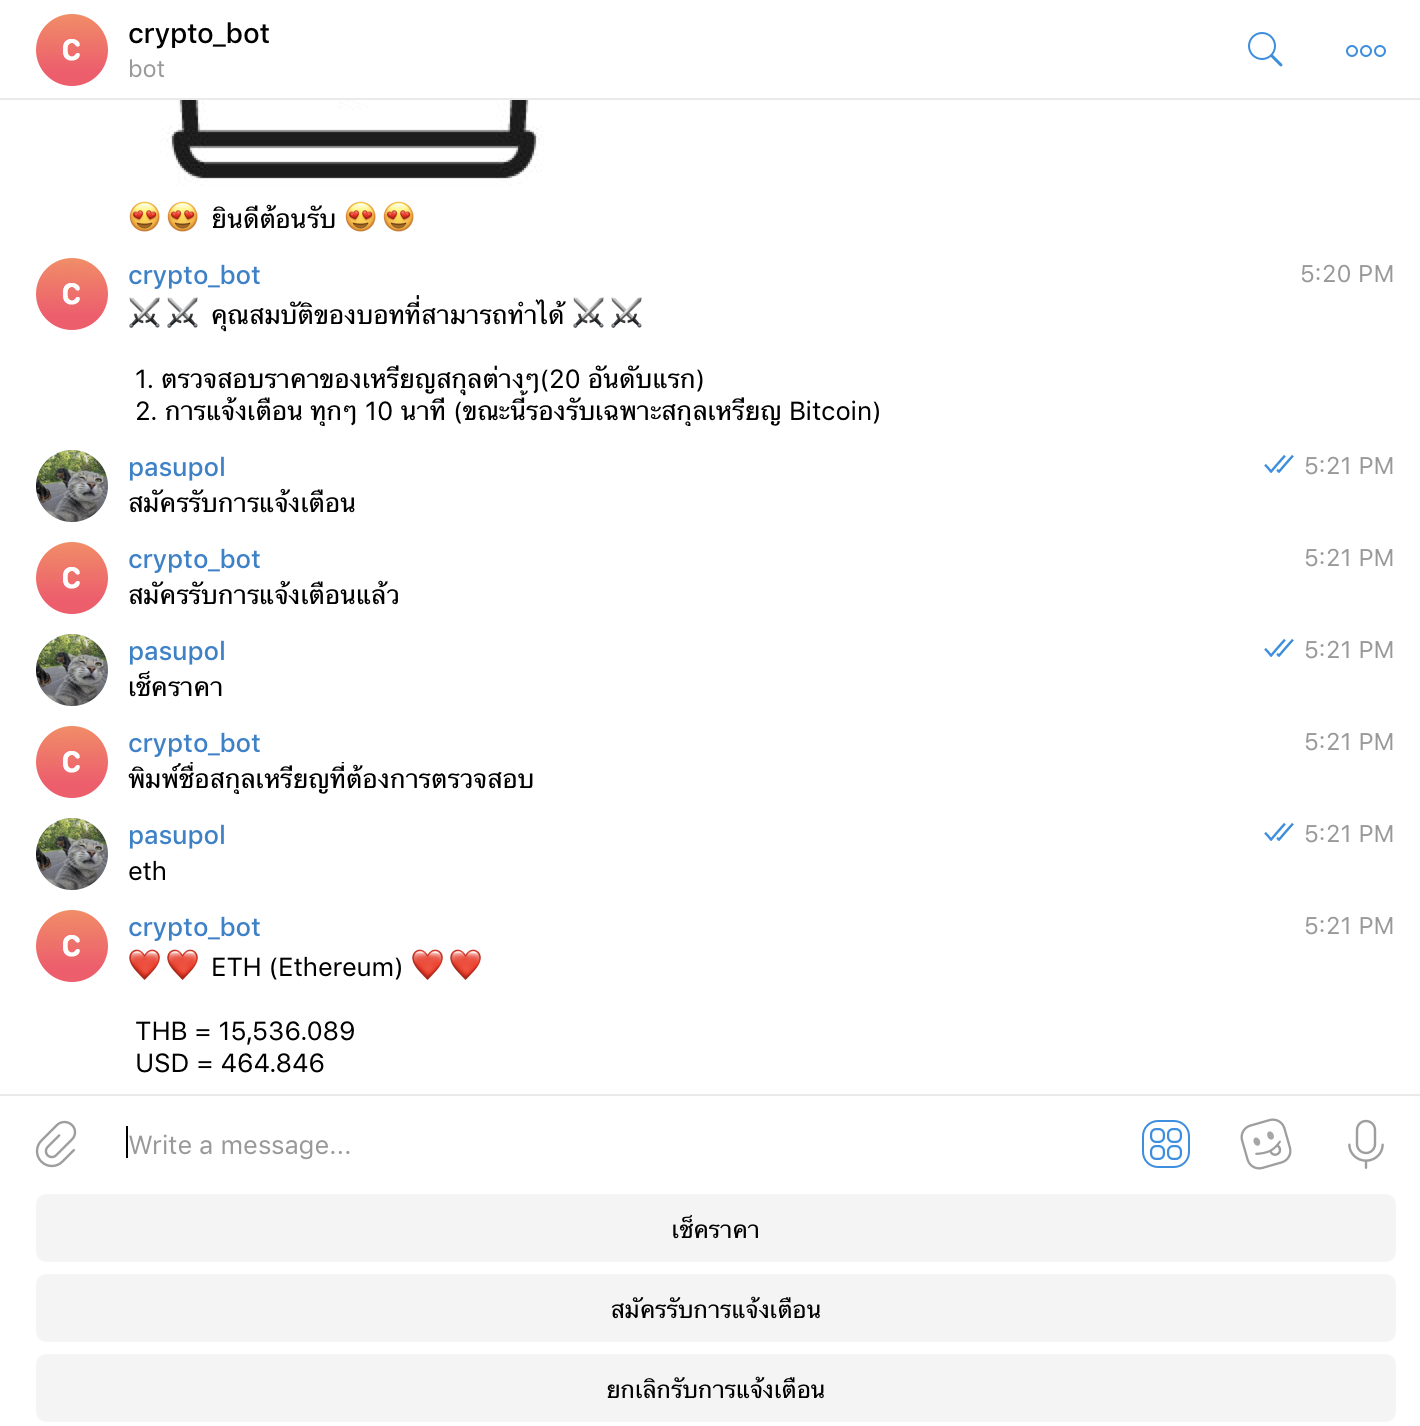 C
crypto_bot
bot
😍😍 ยินดีต้อนรับ 😍😍
C
crypto_bot 5:20 PM
⚔️⚔️ คุณสมบัติของบอทที่สามารถทำได้ ⚔️⚔️
1. ตรวจสอบราคาของเหรียญสกุลต่างๆ(20 อันดับแรก)
2. การแจ้งเตือน ทุกๆ 10 นาที (ขณะนี้รองรับเฉพาะสกุลเหรียญ Bitcoin)
pasupol 5:21 PM
สมัครรับการแจ้งเตือน
C
crypto_bot 5:21 PM
สมัครรับการแจ้งเตือนแล้ว
pasupol 5:21 PM
เช็คราคา
C
crypto_bot 5:21 PM
พิมพ์ชื่อสกุลเหรียญที่ต้องการตรวจสอบ
pasupol 5:21 PM
eth
C
crypto_bot 5:21 PM
❤️❤️ ETH (Ethereum) ❤️❤️
THB = 15,536.089
USD = 464.846
Write a message...
เช็คราคา
สมัครรับการแจ้งเตือน
ยกเลิกรับการแจ้งเตือน